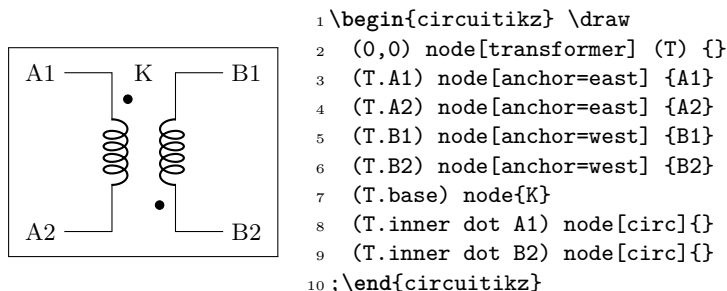 A1 K B1
A2 B2
1 \begin{circuitikz} \draw
2 (0,0) node[transformer] (T) {}
3 (T.A1) node[anchor=east] {A1}
4 (T.A2) node[anchor=east] {A2}
5 (T.B1) node[anchor=west] {B1}
6 (T.B2) node[anchor=west] {B2}
7 (T.base) node{K}
8 (T.inner dot A1) node[circ]{}
9 (T.inner dot B2) node[circ]{}
10 ;\end{circuitikz}